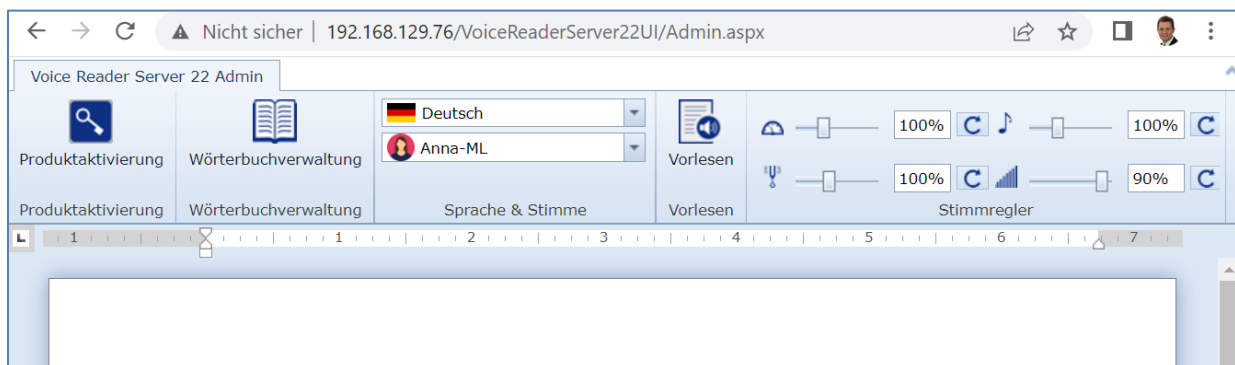 Nicht sicher | 192.168.129.76/VoiceReaderServer22UI/Admin.aspx
Voice Reader Server 22 Admin
Deutsch
Anna-ML
100% 100%
100% 90%
Produktaktivierung Wörterbuchverwaltung Vorlesen
Produktaktivierung Wörterbuchverwaltung Sprache & Stimme Vorlesen Stimmregler
L 1 1 2 3 4 5 6 7